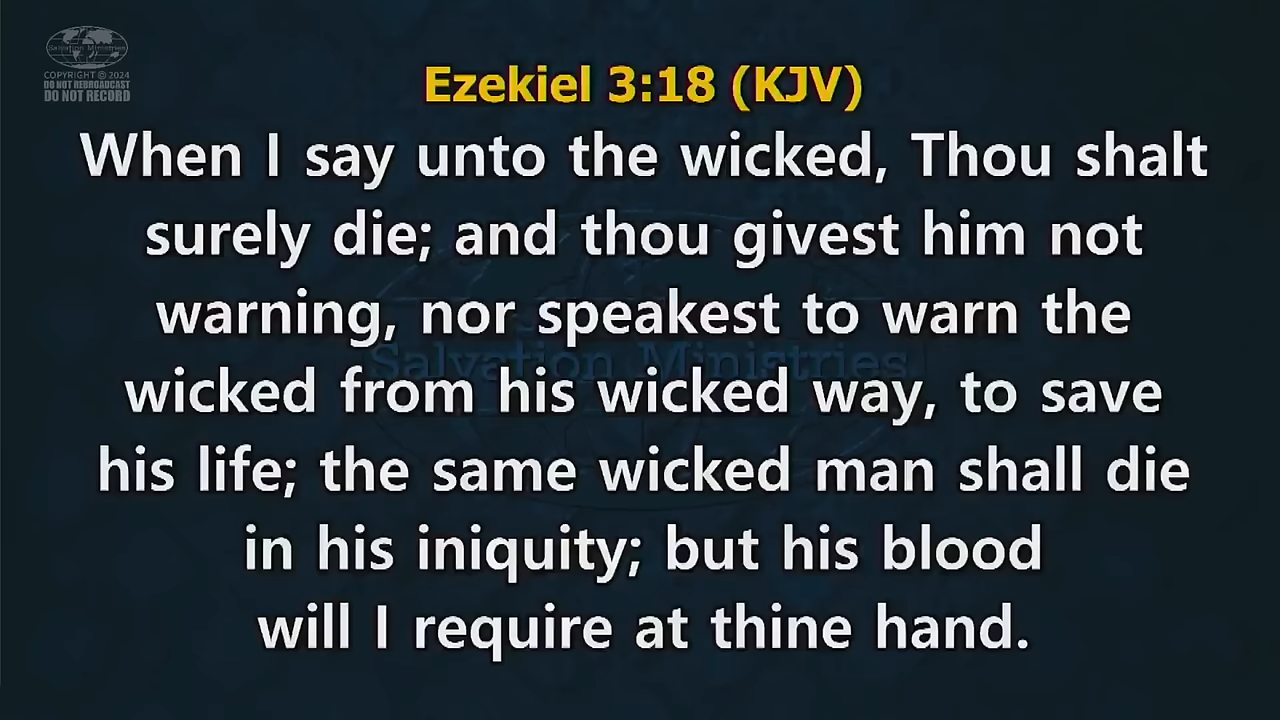 Salvation Ministries
COPYRIGHT © 2024
DO NOT REBROADCAST
DO NOT RECORD
Ezekiel 3:18 (KJV)
When I say unto the wicked, Thou shalt
surely die; and thou givest him not
warning, nor speakest to warn the
wicked from his wicked way, to save
his life; the same wicked man shall die
in his iniquity; but his blood
will I require at thine hand.
Salvation Ministries